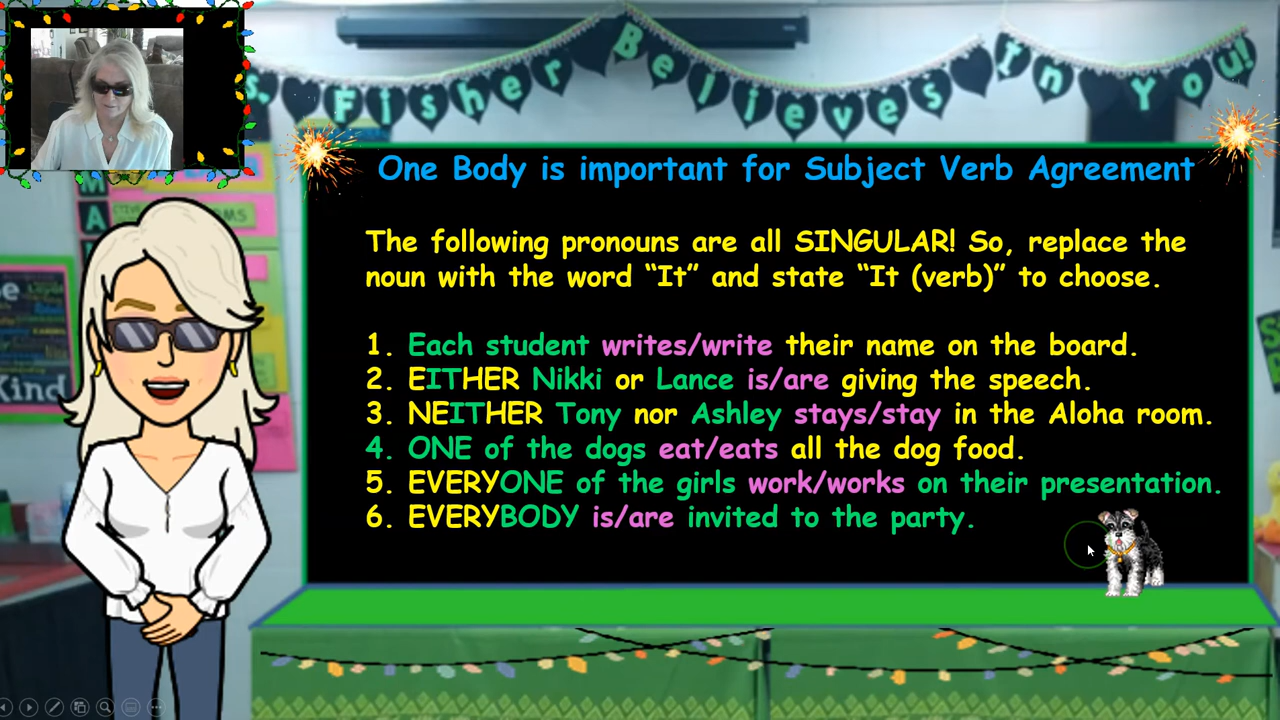 s. Fisher Believes In You!
One Body is important for Subject Verb Agreement
The following pronouns are all SINGULAR! So, replace the
noun with the word “It” and state “It (verb)” to choose.
1. Each student writes/write their name on the board.
2. EITHER Nikki or Lance is/are giving the speech.
3. NEITHER Tony nor Ashley stays/stay in the Aloha room.
4. ONE of the dogs eat/eats all the dog food.
5. EVERYONE of the girls work/works on their presentation.
6. EVERYBODY is/are invited to the party.
Kind